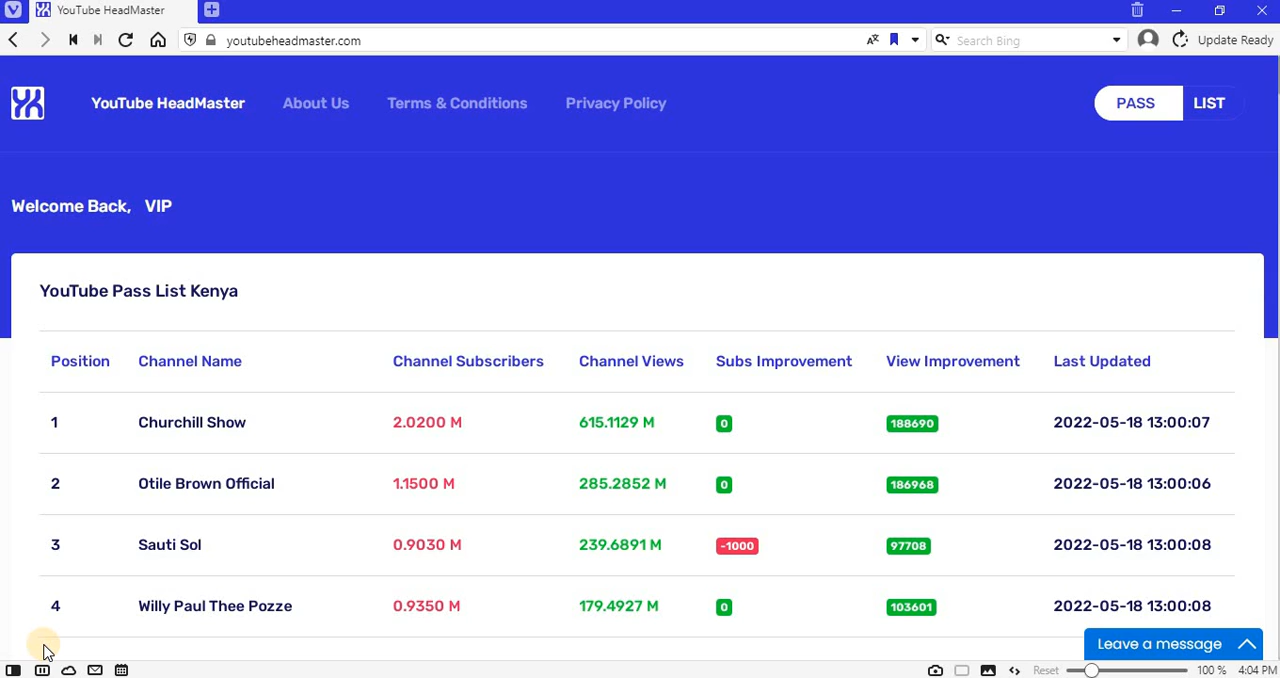 YouTube HeadMaster
youtubeheadmaster.com
Search Bing
Update Ready
YouTube HeadMaster About Us Terms & Conditions Privacy Policy PASS LIST
Welcome Back, VIP
YouTube Pass List Kenya
Position Channel Name Channel Subscribers Channel Views Subs Improvement View Improvement Last Updated
1 Churchill Show 2.0200 M 615.1129 M 0 188690 2022-05-18 13:00:07
2 Otile Brown Official 1.1500 M 285.2852 M 0 186968 2022-05-18 13:00:06
3 Sauti Sol 0.9030 M 239.6891 M -1000 97708 2022-05-18 13:00:08
4 Willy Paul Thee Pozze 0.9350 M 179.4927 M 0 103601 2022-05-18 13:00:08
Leave a message
Reset 100 % 4:04 PM